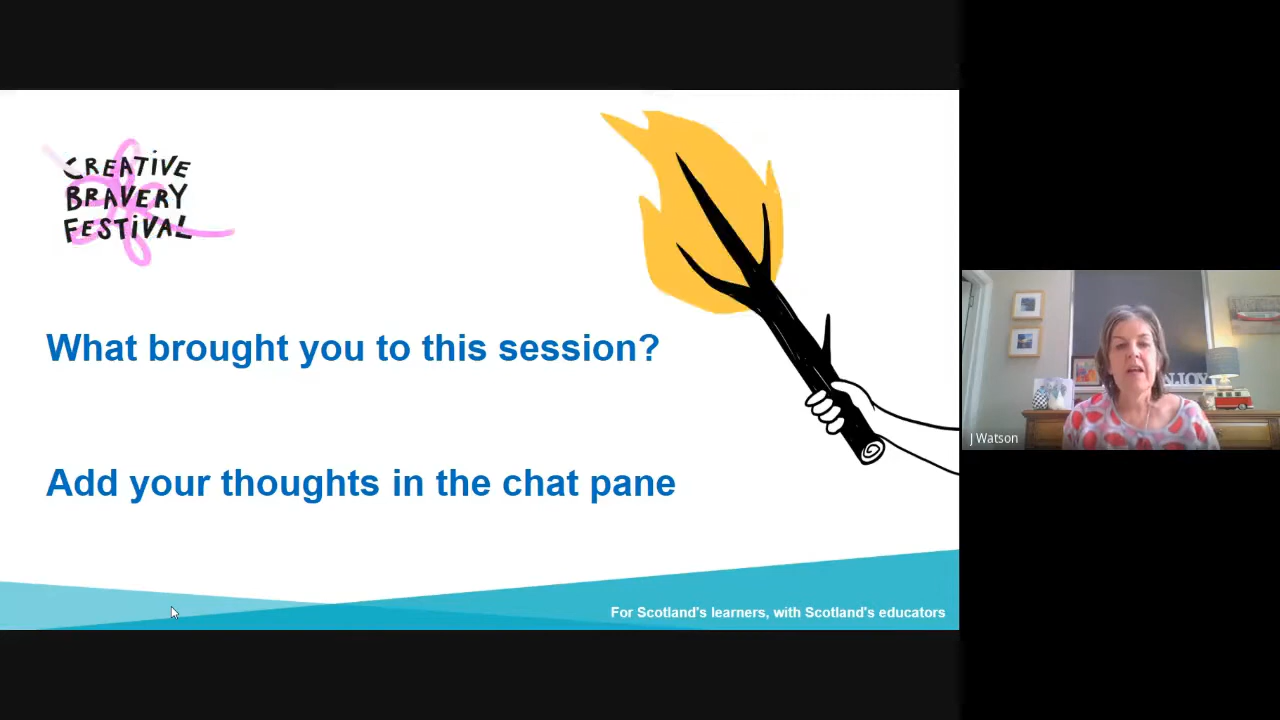 CREATIVE
BRAVERY
FESTIVAL
What brought you to this session?
Add your thoughts in the chat pane
For Scotland's learners, with Scotland's educators
ENJOY
J Watson